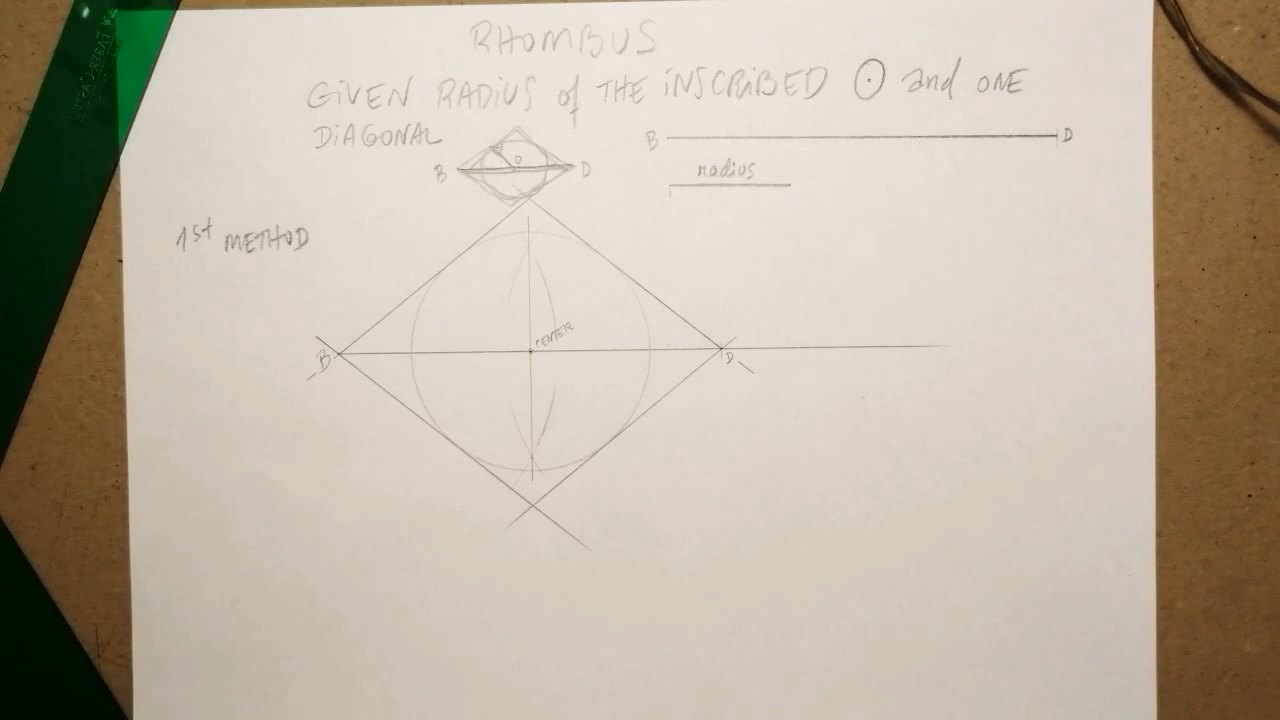 RHOMBUS
GIVEN RADIUS of THE INSCRIBED ⊙ and ONE
DIAGONAL
B D
B O D
radius
1st METHOD
CENTER
B D